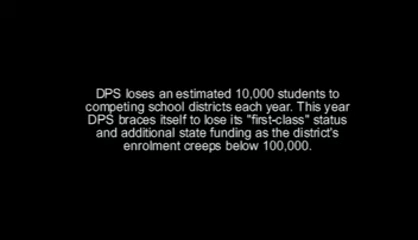 DPS loses an estimated 10,000 students to
competing school districts each year. This year
DPS braces itself to lose its "first-class" status
and additional state funding as the district's
enrolment creeps below 100,000.